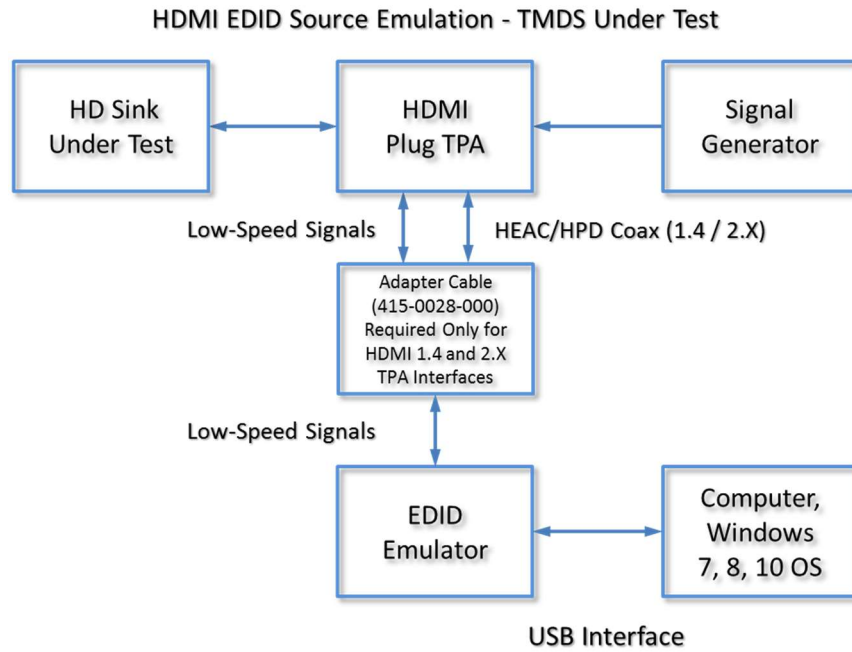 HDMI EDID Source Emulation - TMDS Under Test
HD Sink
Under Test
HDMI
Plug TPA
Signal
Generator
Low-Speed Signals
HEAC/HPD Coax (1.4 / 2.X)
Adapter Cable
(415-0028-000)
Required Only for
HDMI 1.4 and 2.X
TPA Interfaces
Low-Speed Signals
EDID
Emulator
Computer,
Windows
7, 8, 10 OS
USB Interface